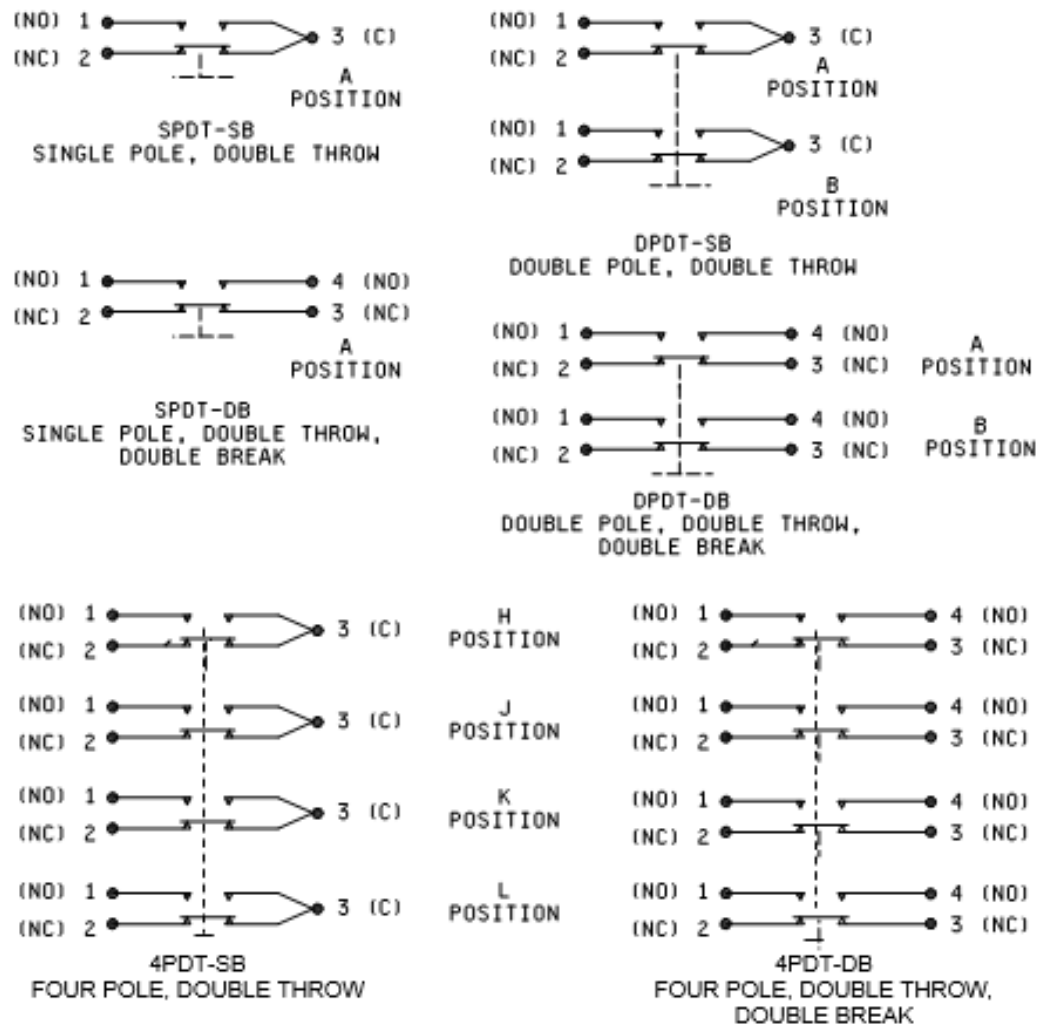 (NO) 1
3 (C)
(NC) 2
A
POSITION
SPDT-SB
SINGLE POLE, DOUBLE THROW
(NO) 1
3 (C)
(NC) 2
A
POSITION
(NO) 1
3 (C)
(NC) 2
B
POSITION
DPDT-SB
DOUBLE POLE, DOUBLE THROW
(NO) 1 4 (NO)
(NC) 2 3 (NC)
A
POSITION
SPDT-DB
SINGLE POLE, DOUBLE THROW,
DOUBLE BREAK
(NO) 1 4 (NO)
(NC) 2 3 (NC)
A
POSITION
(NO) 1 4 (NO)
(NC) 2 3 (NC)
B
POSITION
DPDT-DB
DOUBLE POLE, DOUBLE THROW,
DOUBLE BREAK
(NO) 1
3 (C)
(NC) 2
H
POSITION
(NO) 1
3 (C)
(NC) 2
J
POSITION
(NO) 1
3 (C)
(NC) 2
K
POSITION
(NO) 1
3 (C)
(NC) 2
L
POSITION
4PDT-SB
FOUR POLE, DOUBLE THROW
(NO) 1 4 (NO)
(NC) 2 3 (NC)
(NO) 1 4 (NO)
(NC) 2 3 (NC)
(NO) 1 4 (NO)
(NC) 2 3 (NC)
(NO) 1 4 (NO)
(NC) 2 3 (NC)
4PDT-DB
FOUR POLE, DOUBLE THROW,
DOUBLE BREAK